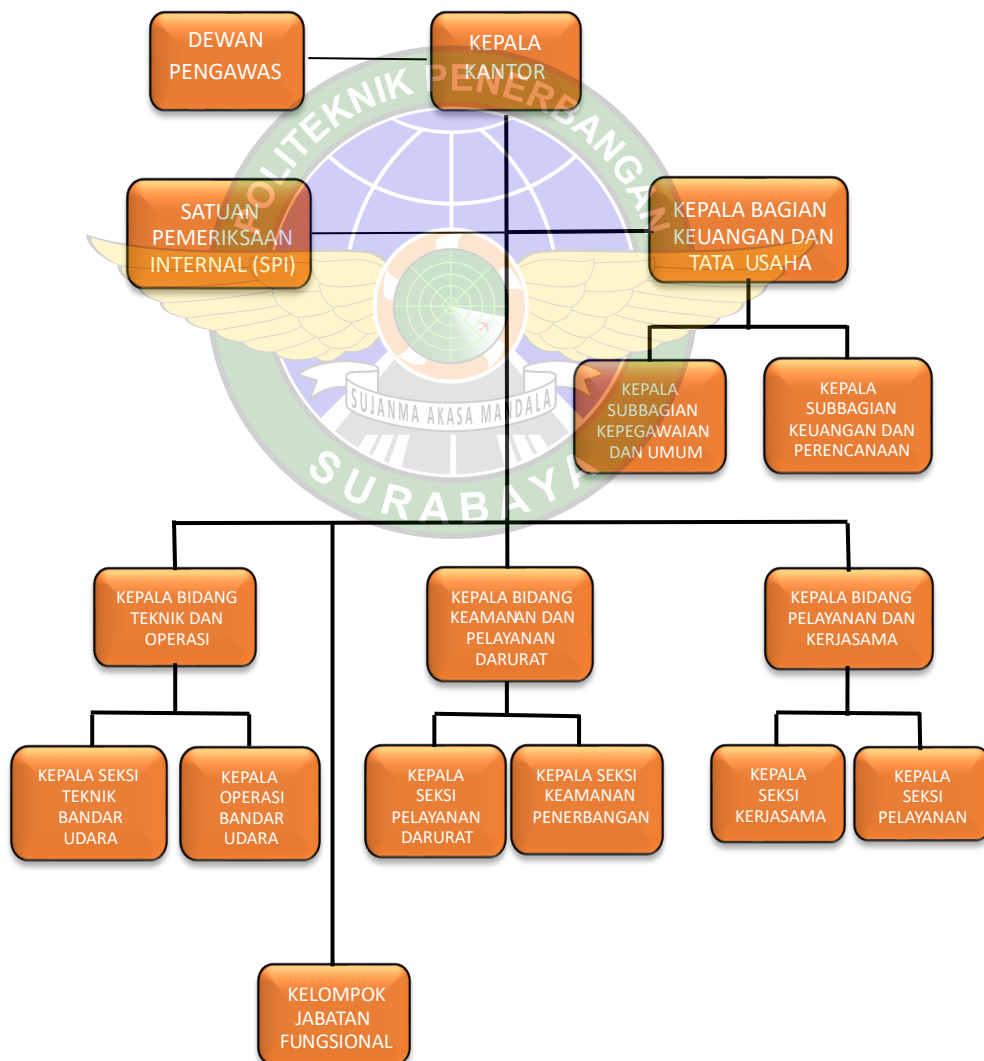 DEWAN
PENGAWAS
KEPALA
KANTOR
POLITEKNIK PENERBANGAN
SATUAN
PEMERIKSAAN
INTERNAL (SPI)
KEPALA BAGIAN
KEUANGAN DAN
TATA USAHA
KEPALA
SUBBAGIAN
KEPEGAWAIAN
DAN UMUM
KEPALA
SUBBAGIAN
KEUANGAN DAN
PERENCANAAN
SUJANMA AKASA MANDALA
SURABAYA
KEPALA BIDANG
TEKNIK DAN
OPERASI
KEPALA BIDANG
KEAMANAN DAN
PELAYANAN
DARURAT
KEPALA BIDANG
PELAYANAN DAN
KERJASAMA
KEPALA SEKSI
TEKNIK
BANDAR
UDARA
KEPALA
OPERASI
BANDAR
UDARA
KEPALA
SEKSI
PELAYANAN
DARURAT
KEPALA SEKSI
KEAMANAN
PENERBANGAN
KEPALA
SEKSI
KERJASAMA
KEPALA
SEKSI
PELAYANAN
KELOMPOK
JABATAN
FUNGSIONAL